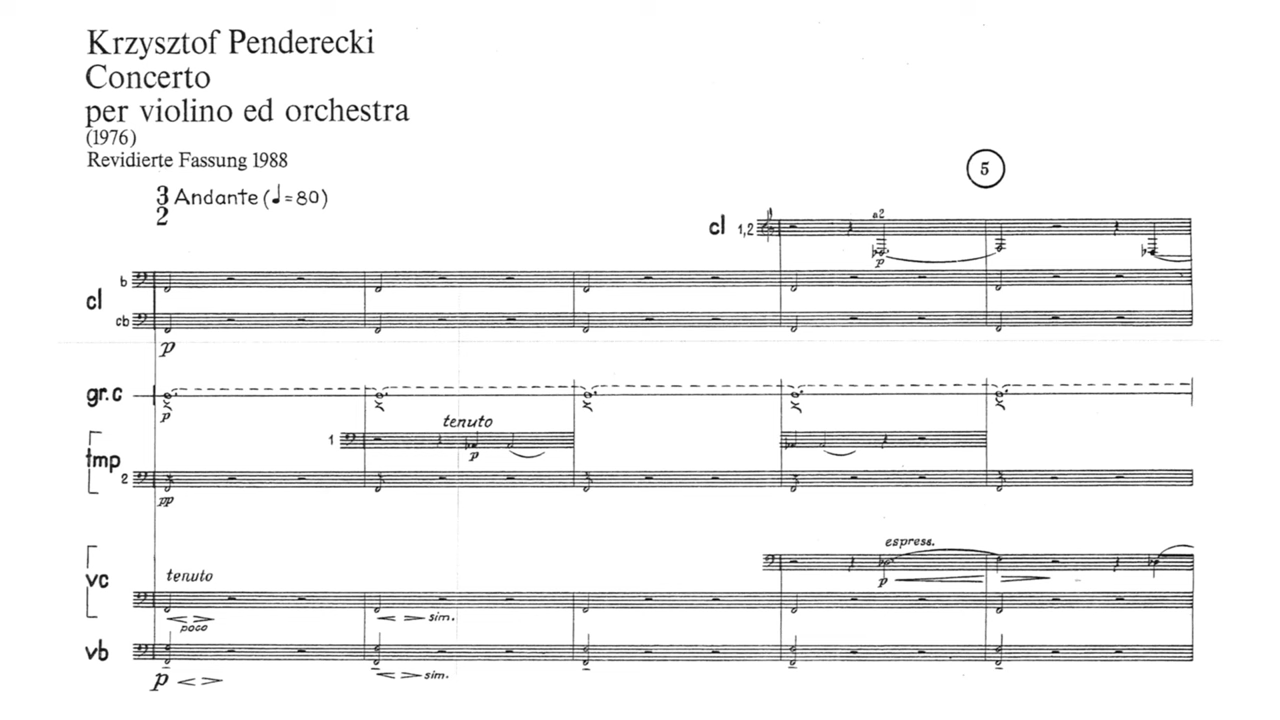 Krzysztof Penderecki
Concerto
per violino ed orchestra
(1976)
Revidierte Fassung 1988
5
3 Andante (♩=80)
2
a2
cl 1,2
p
b
cl
cb
p
gr.c
p
tenuto
1
p
tmp
2
pp
espress.
p
vc
tenuto
sim.
poco
vb
p
sim.